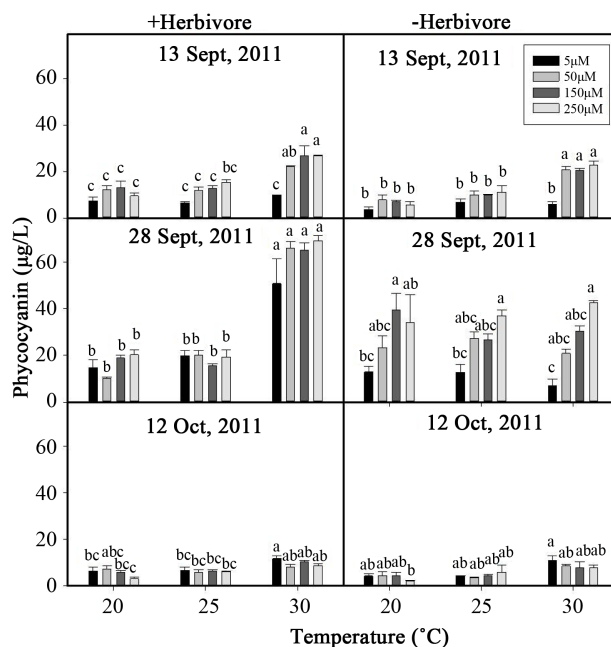 +Herbivore -Herbivore
13 Sept, 2011 13 Sept, 2011
5μM
50μM
150μM
250μM
60
40
20
0
c c c c c c c bc c ab a a
b b b b b b b b b a a a
28 Sept, 2011 28 Sept, 2011
60
40
20
0
b b b b b b b b a a a a
bc abc a ab bc abc abc a c abc abc a
12 Oct, 2011 12 Oct, 2011
60
40
20
0
bc abc bc c bc bc bc bc a ab ab ab
ab ab ab b ab ab ab ab a ab ab ab
20 25 30 20 25 30
Phycocyanin (μg/L)
Temperature (˚C)